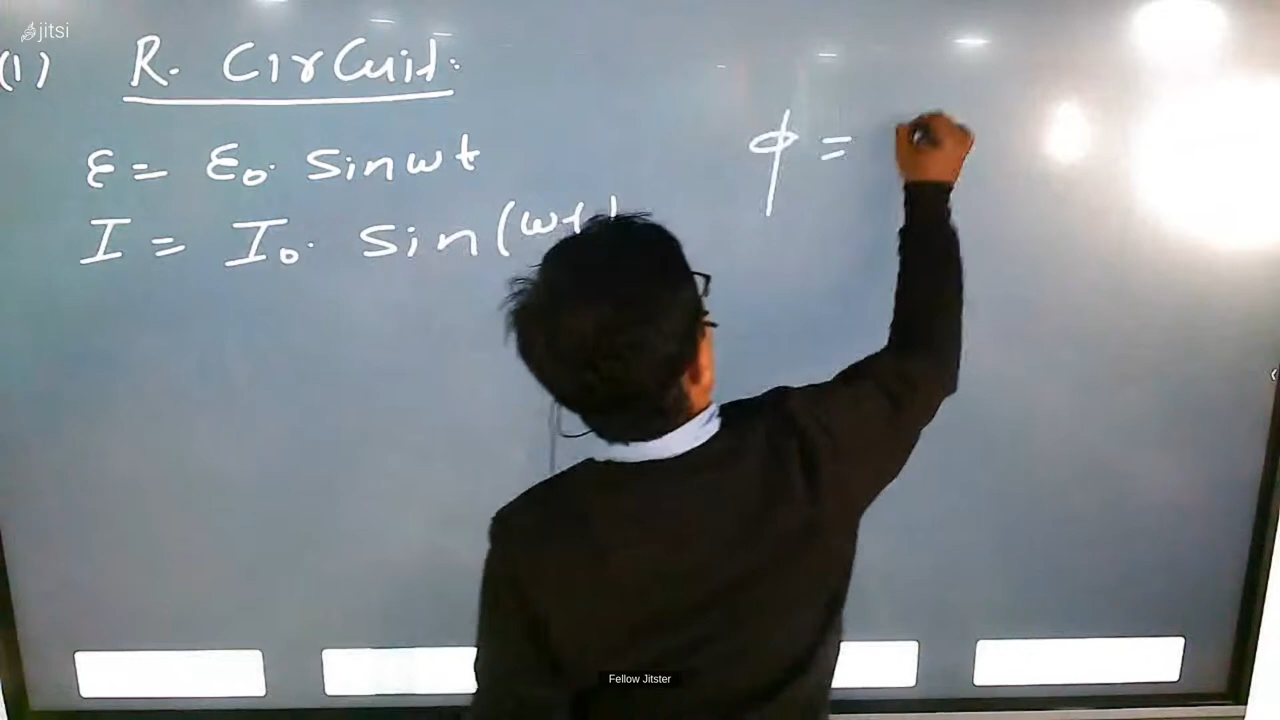 jitsi
(1) R. Circuit.
ε = ε₀. Sinωt
ϕ =
I = I₀. Sin(ωt)
Fellow Jitster